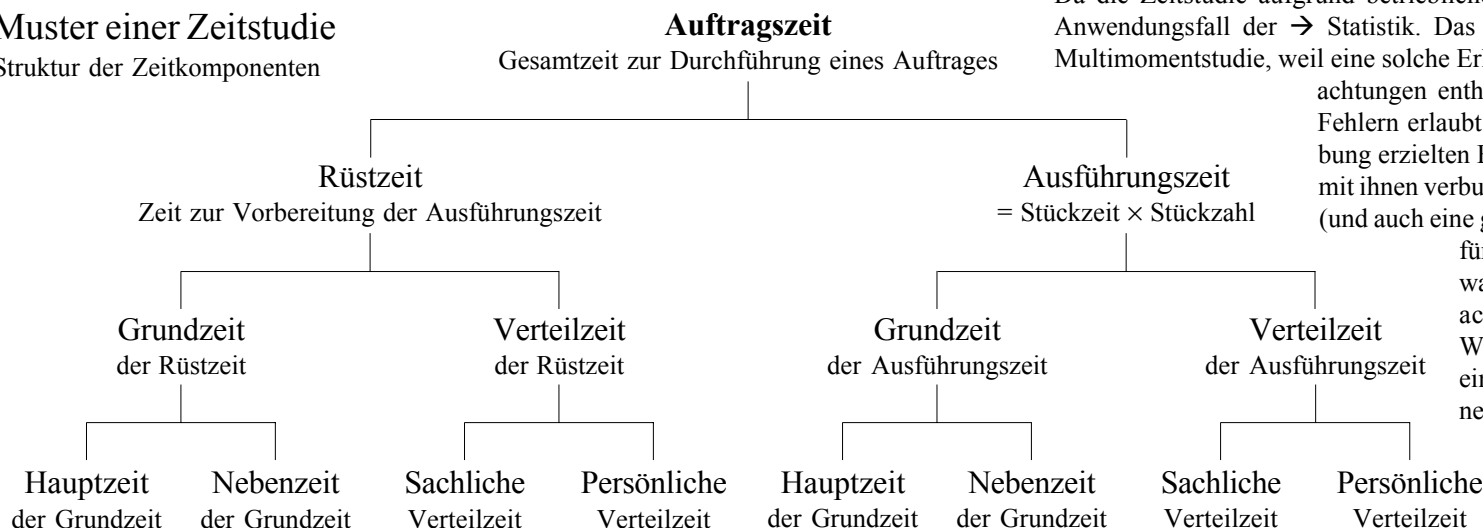 Muster einer Zeitstudie
Struktur der Zeitkomponenten
Auftragszeit
Gesamtzeit zur Durchführung eines Auftrages
Anwendungsfall der → Statistik. Das
Multimomentstudie, weil eine solche
achtungen
Fehlern erlaubt
bung erzielten
mit ihnen
(und auch eine
Rüstzeit
Zeit zur Vorbereitung der Ausführungszeit
Ausführungszeit
= Stückzeit × Stückzahl
Grundzeit
der Rüstzeit
Verteilzeit
der Rüstzeit
Grundzeit
der Ausführungszeit
Verteilzeit
der Ausführungszeit
Hauptzeit
der Grundzeit
Nebenzeit
der Grundzeit
Sachliche
Verteilzeit
Persönliche
Verteilzeit
Hauptzeit
der Grundzeit
Nebenzeit
der Grundzeit
Sachliche
Verteilzeit
Persönliche
Verteilzeit